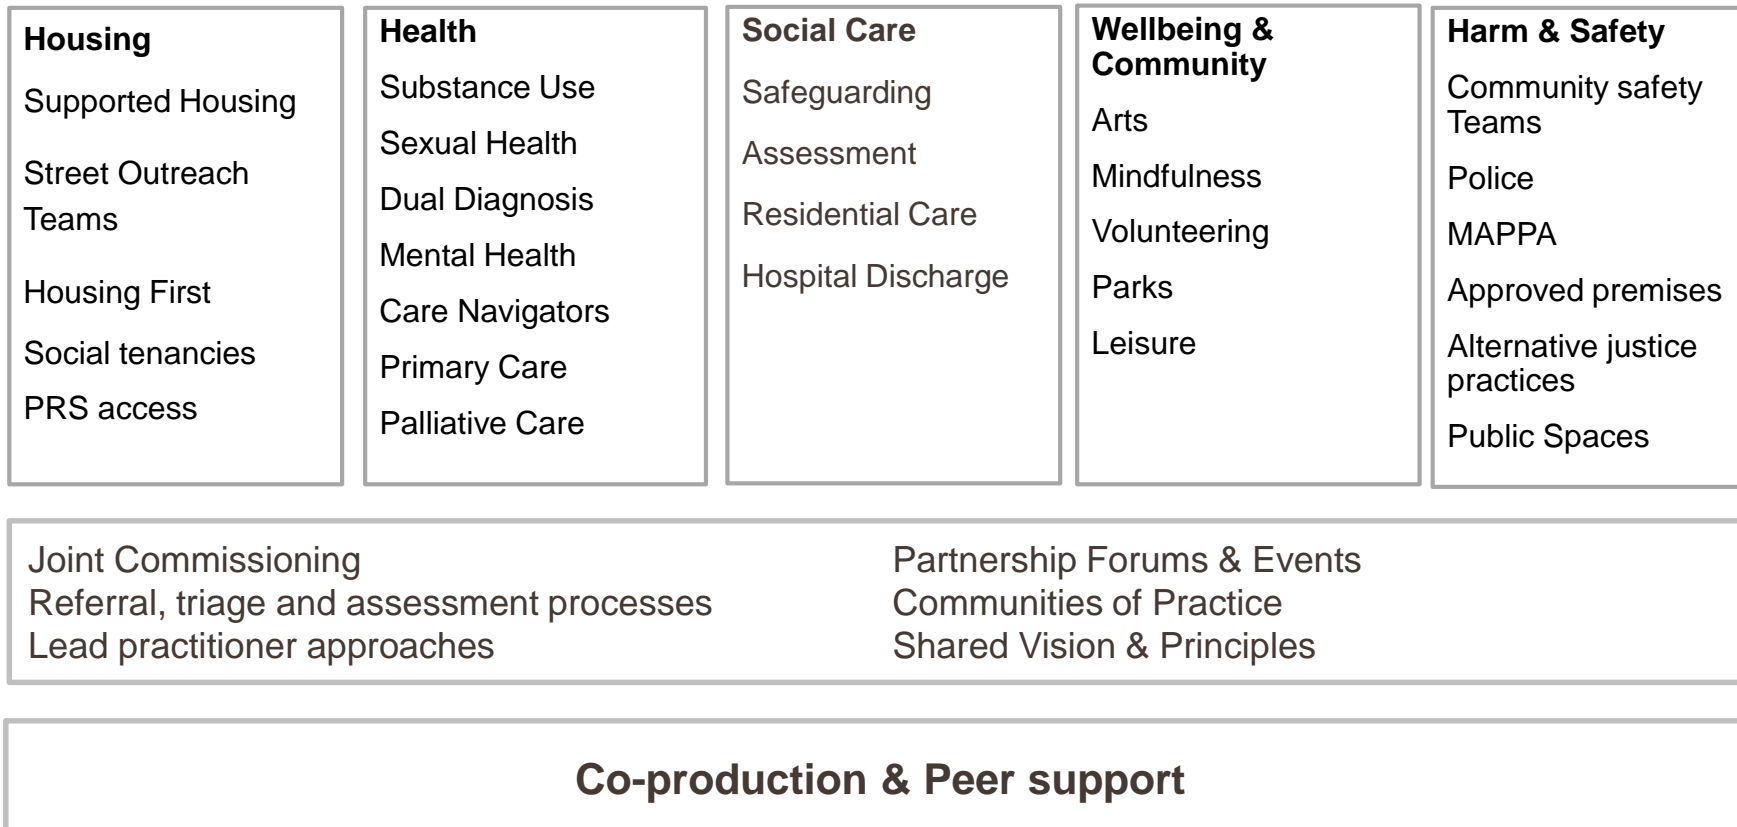 Housing
Supported Housing
Street Outreach
Teams
Housing First
Social tenancies
PRS access
Health
Substance Use
Sexual Health
Dual Diagnosis
Mental Health
Care Navigators
Primary Care
Palliative Care
Social Care
Safeguarding
Assessment
Residential Care
Hospital Discharge
Wellbeing &
Community
Arts
Mindfulness
Volunteering
Parks
Leisure
Harm & Safety
Community safety
Teams
Police
MAPPA
Approved premises
Alternative justice
practices
Public Spaces
Joint Commissioning
Referral, triage and assessment processes
Lead practitioner approaches
Partnership Forums & Events
Communities of Practice
Shared Vision & Principles
Co-production & Peer support